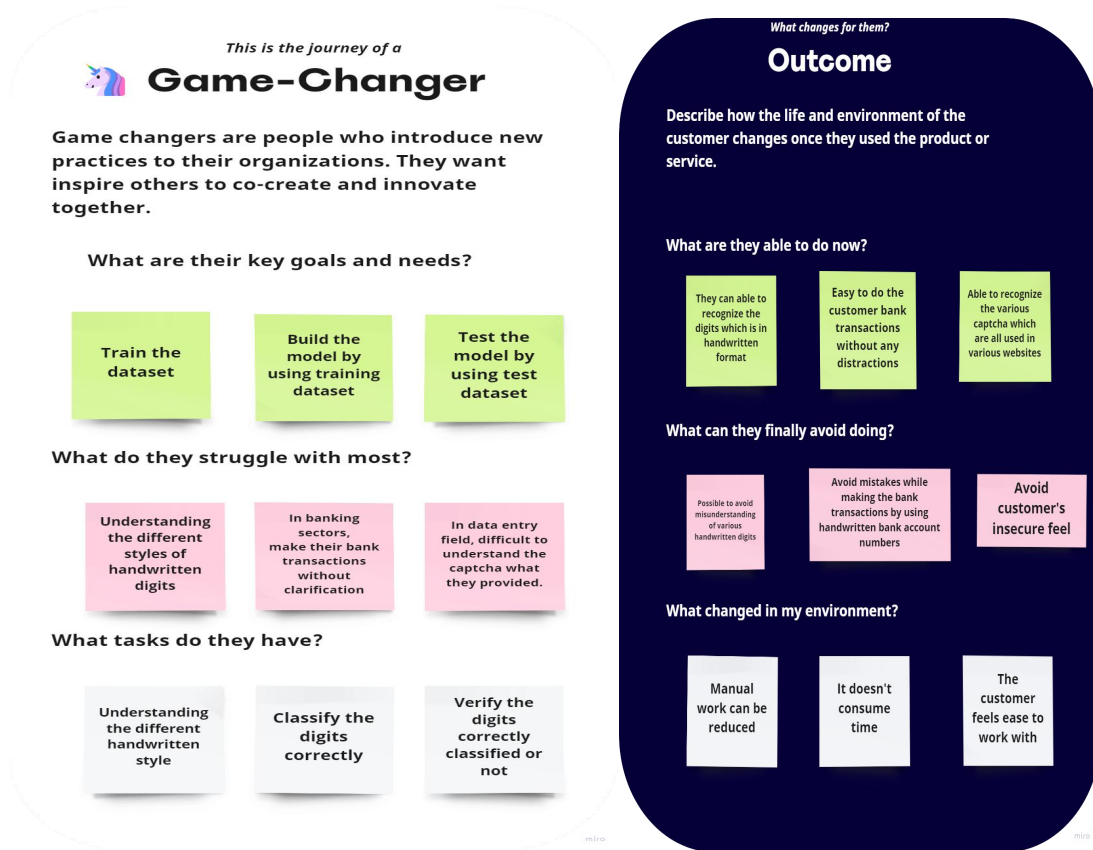 This is the journey of a
Game-Changer
Game changers are people who introduce new
practices to their organizations. They want
inspire others to co-create and innovate
together.
What are their key goals and needs?
Train the
dataset
Build the
model by
using training
dataset
Test the
model by
using test
dataset
What do they struggle with most?
Understanding
the different
styles of
handwritten
digits
In banking
sectors,
make their bank
transactions
without
clarification
In data entry
field, difficult to
understand the
captcha what
they provided.
What tasks do they have?
Understanding
the different
handwritten
style
Classify the
digits
correctly
Verify the
digits
correctly
classified or
not
miro
What changes for them?
Outcome
Describe how the life and environment of the
customer changes once they used the product or
service.
What are they able to do now?
They can able to
recognize the
digits which is in
handwritten
format
Easy to do the
customer bank
transactions
without any
distractions
Able to recognize
the various
captcha which
are all used in
various websites
What can they finally avoid doing?
Possible to avoid
misunderstanding
of various
handwritten digits
Avoid mistakes while
making the bank
transactions by using
handwritten bank account
numbers
Avoid
customer's
insecure feel
What changed in my environment?
Manual
work can be
reduced
It doesn't
consume
time
The
customer
feels ease to
work with
miro